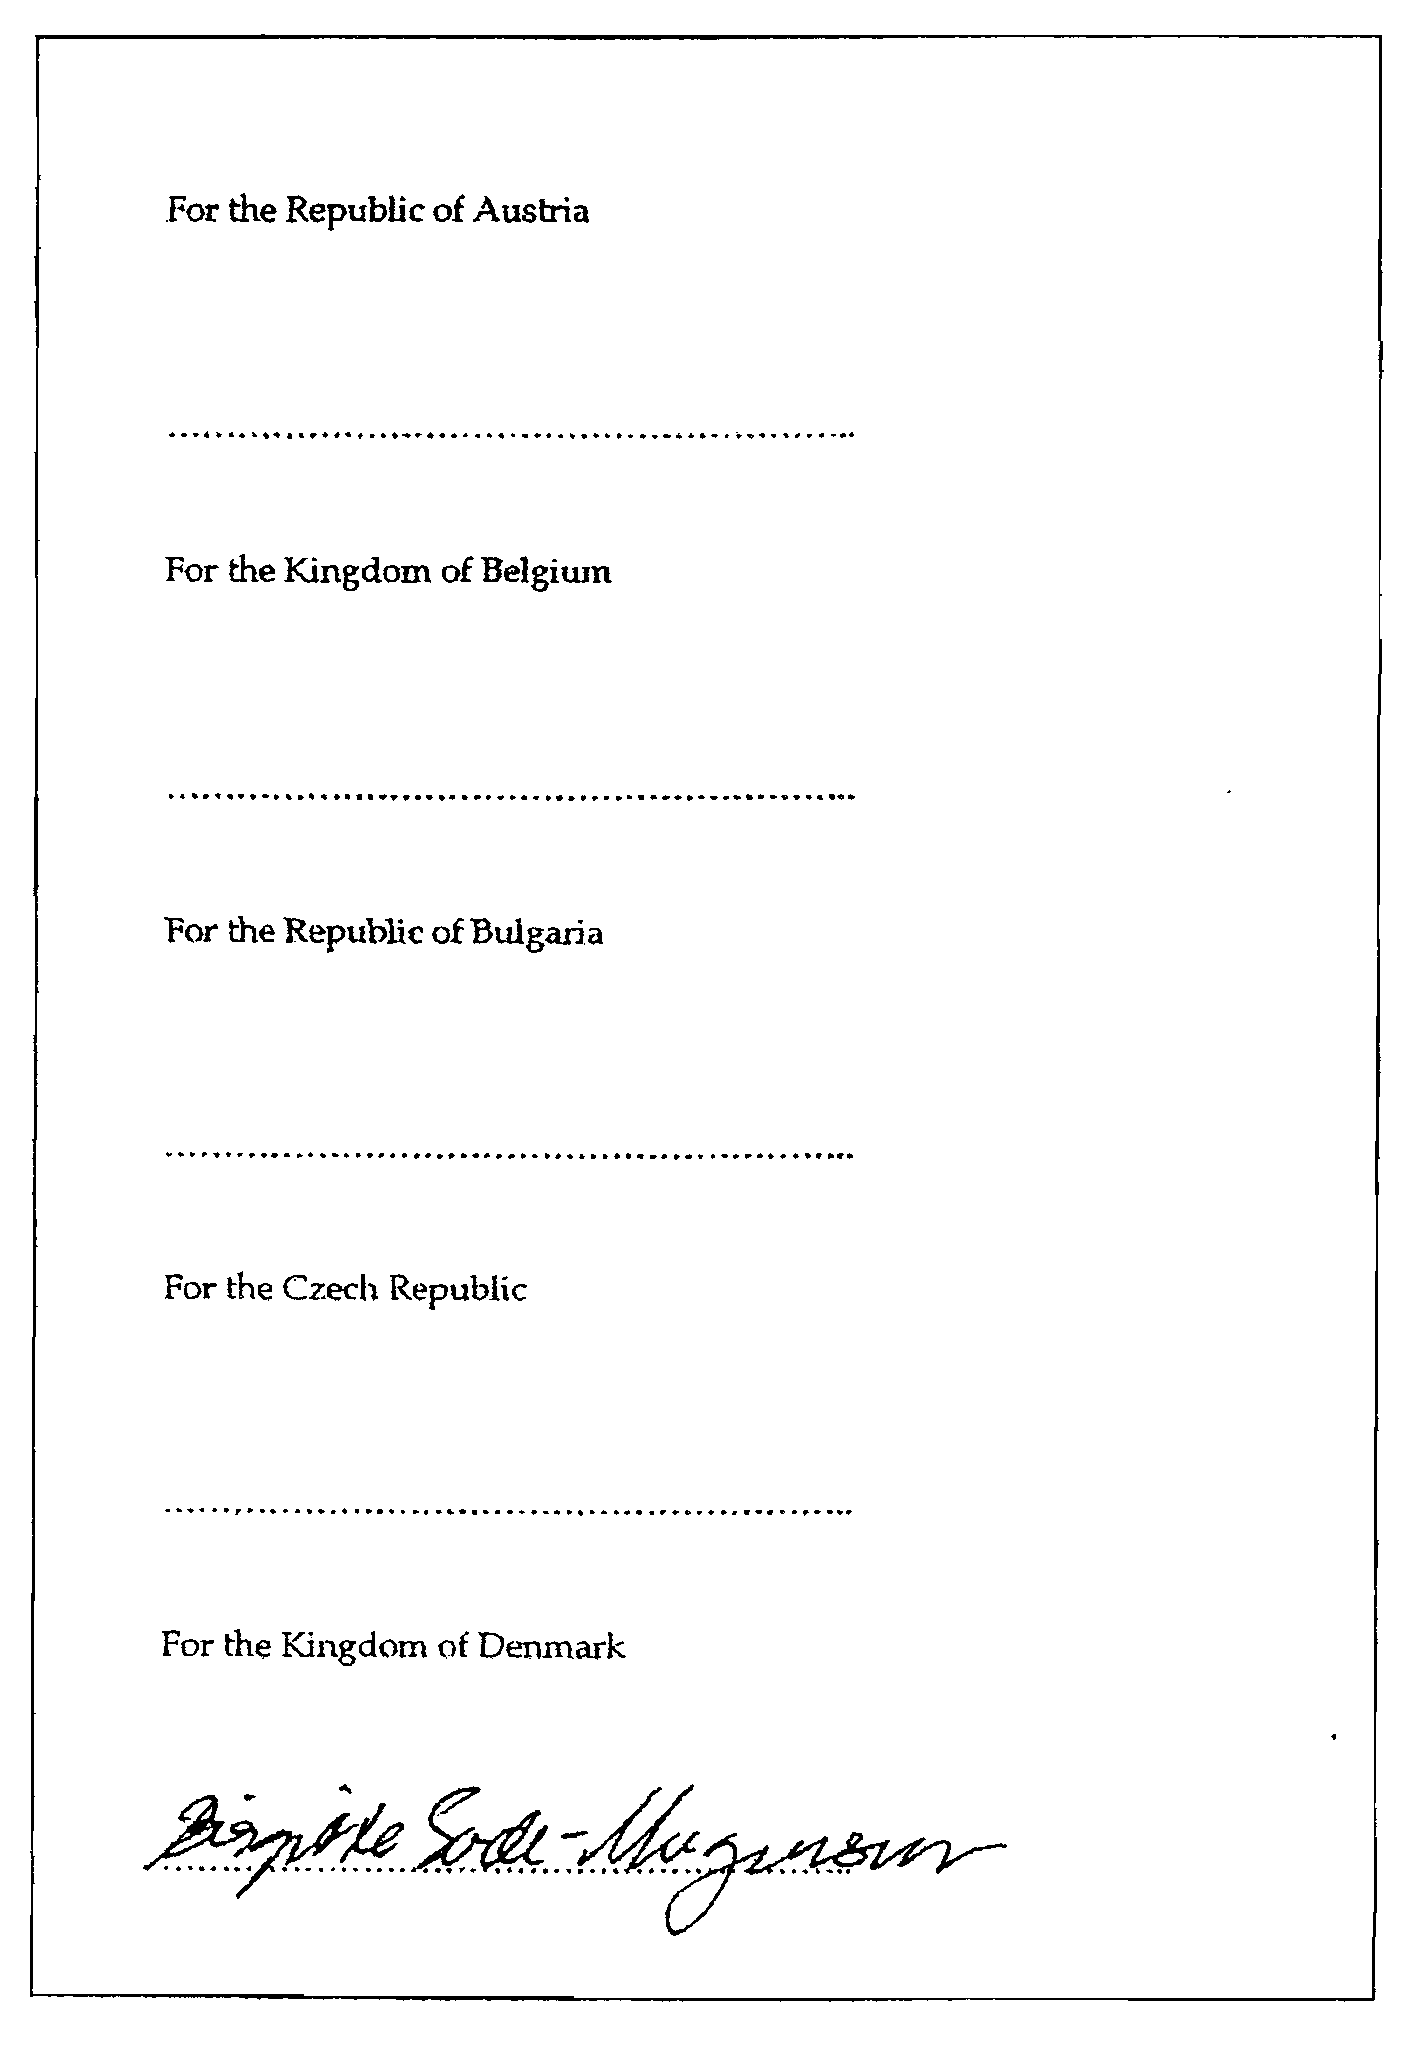 For the Republic of Austria
For the Kingdom of Belgium
For the Republic of Bulgaria
For the Czech Republic
For the Kingdom of Denmark
Sode-